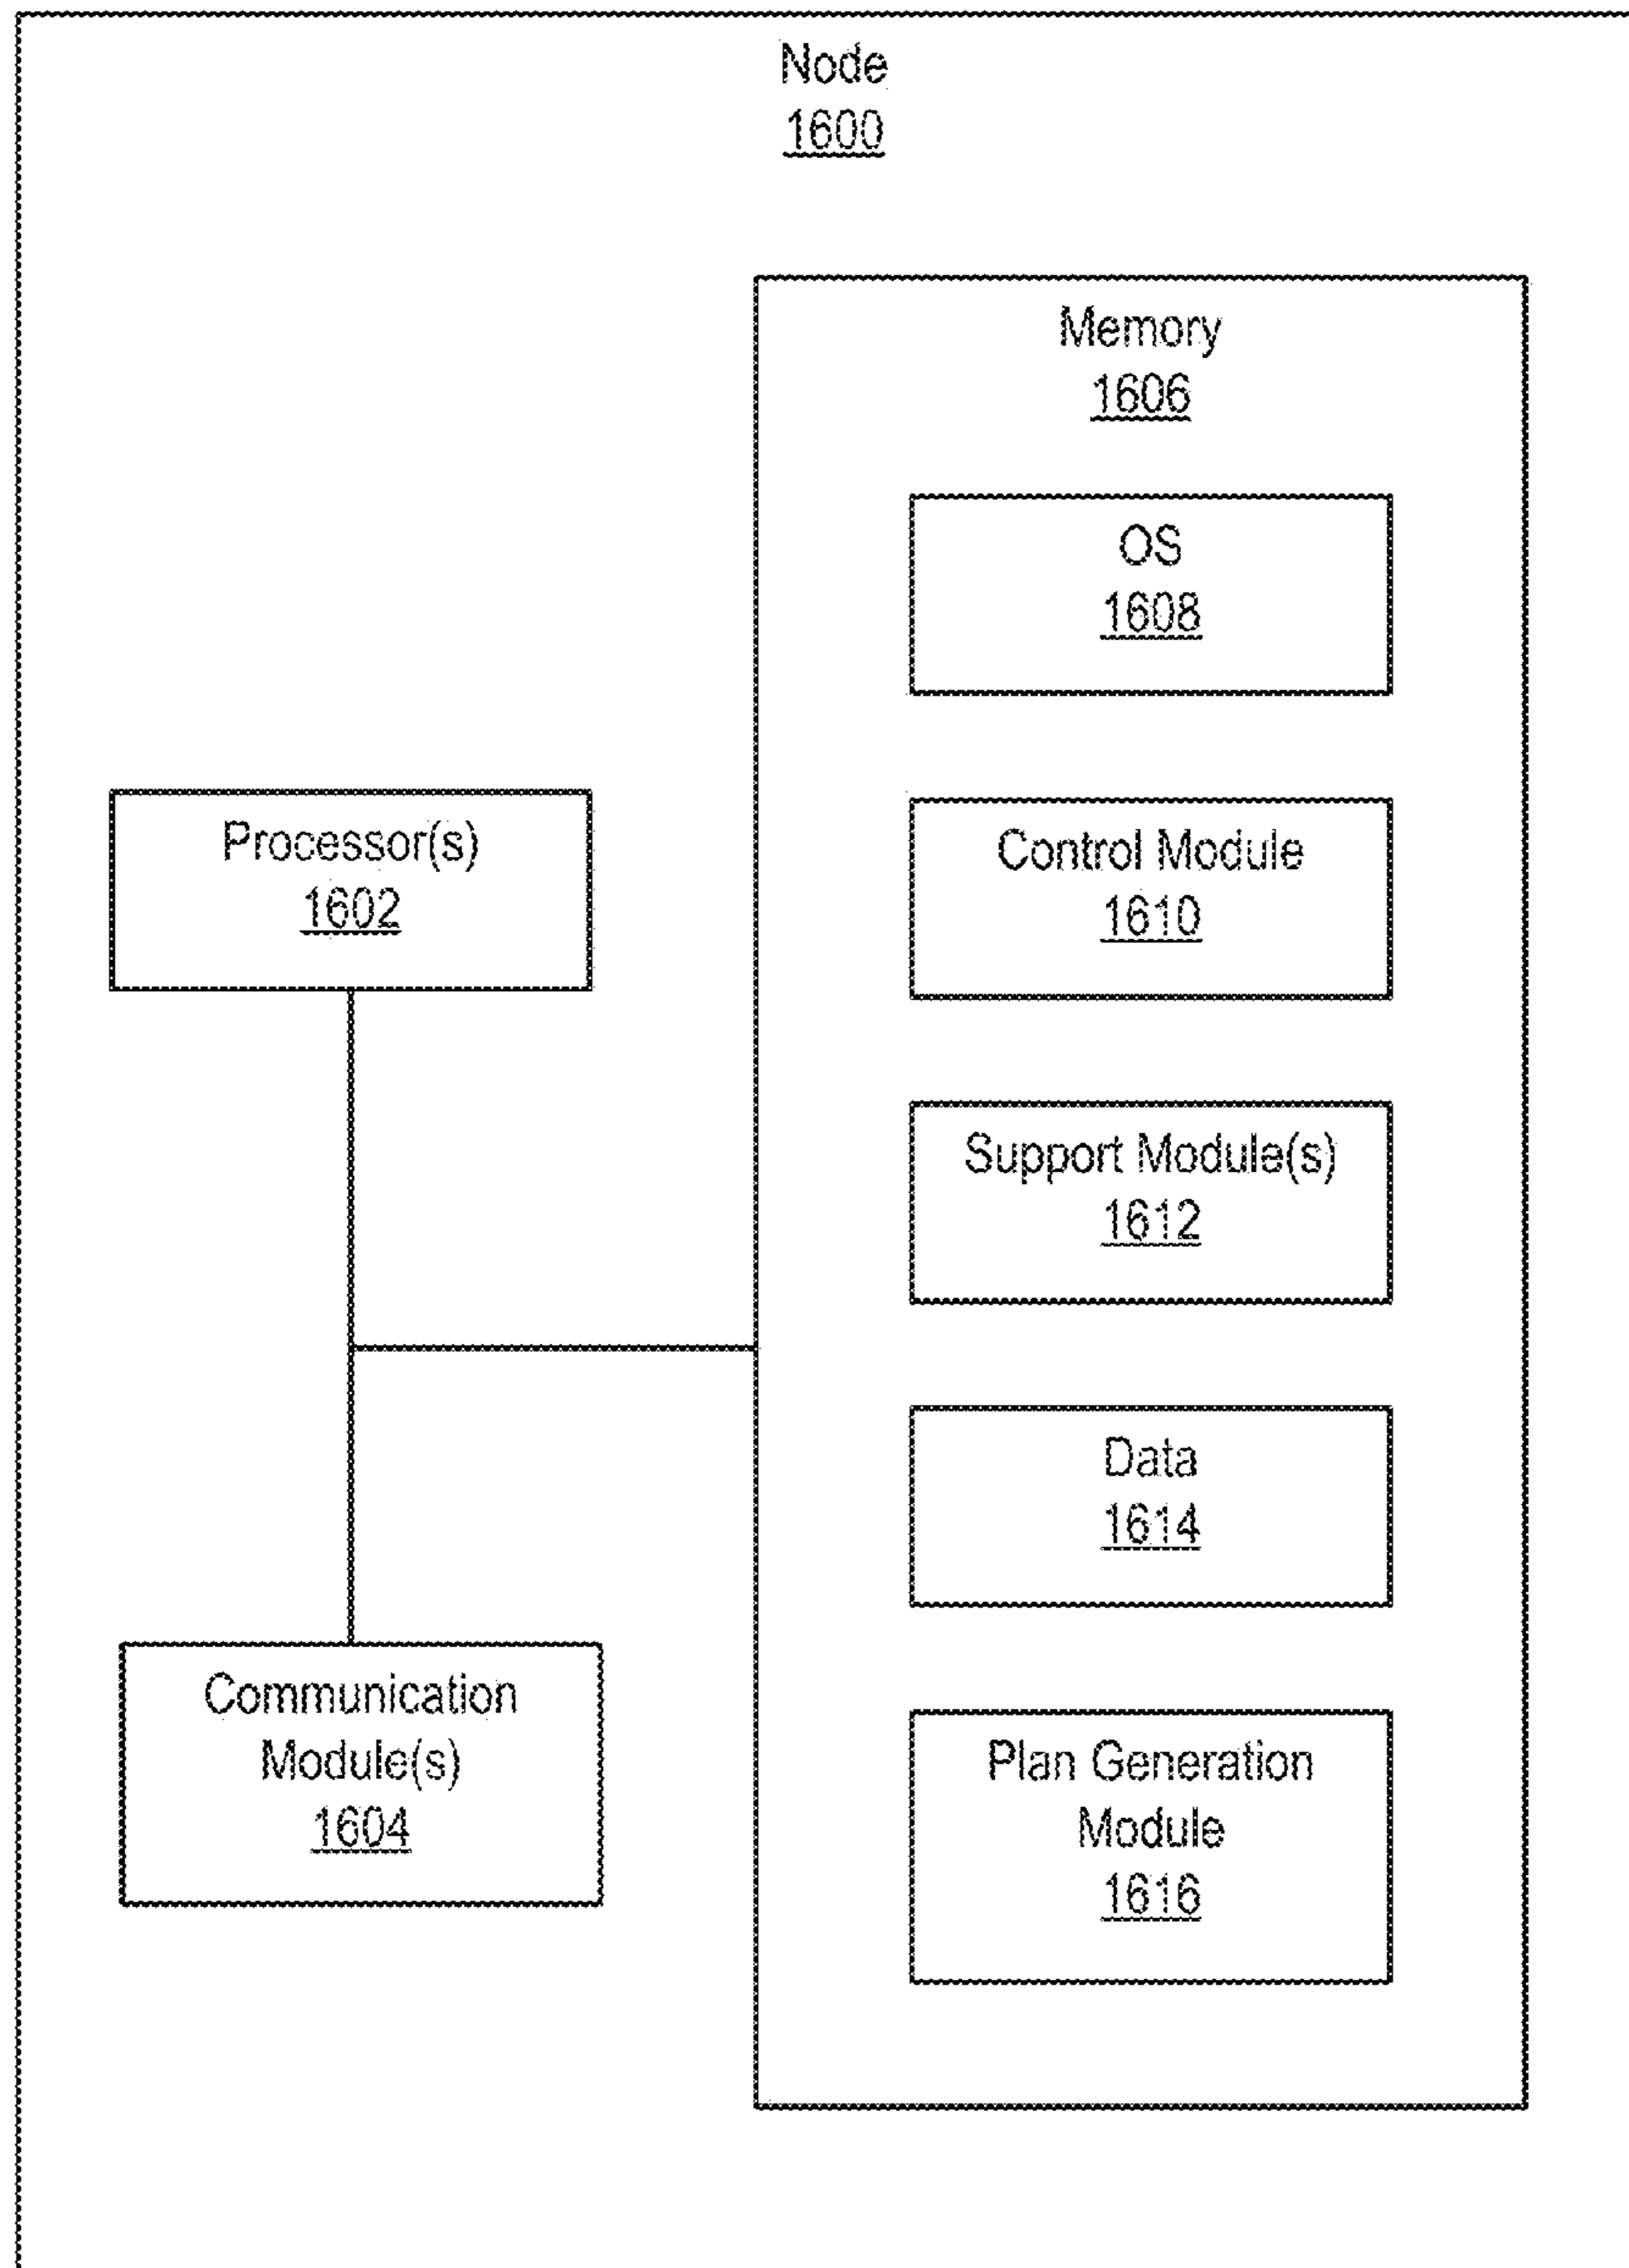 Node
1600
Memory
1606
OS
1608
Control Module
1610
Support Module(s)
1612
Data
1614
Plan Generation
Module
1616
Processor(s)
1602
Communication
Module(s)
1604